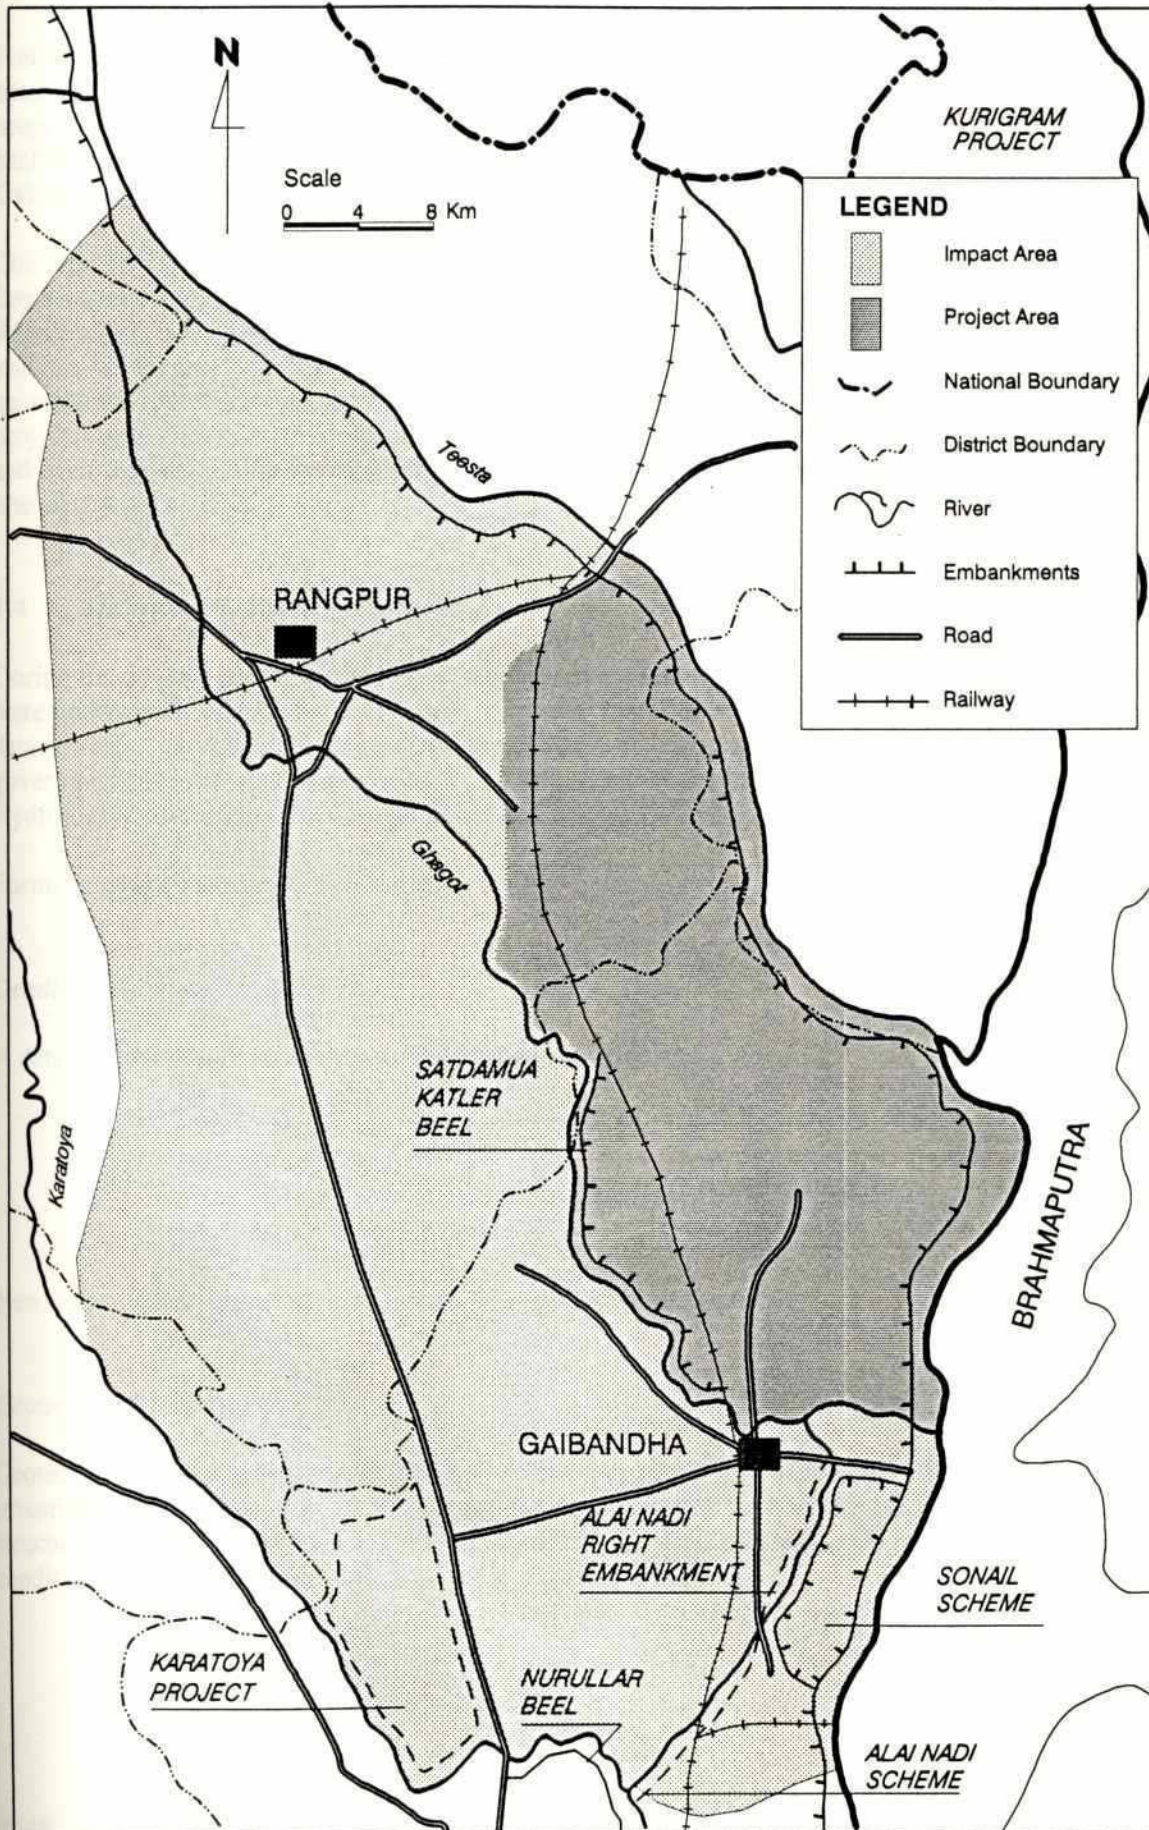 N
KURIGRAM
PROJECT
Scale
0 4 8 Km
LEGEND
Impact Area
Project Area
National Boundary
District Boundary
River
Embankments
Road
Railway
Teesta
RANGPUR
Ghagot
SATDAMUA
KATLER
BEEL
Karatoya
BRAHMAPUTRA
GAIBANDHA
ALAI NADI
RIGHT
EMBANKMENT
SONAIL
SCHEME
KARATOYA
PROJECT
NURULLAR
BEEL
ALAI NADI
SCHEME